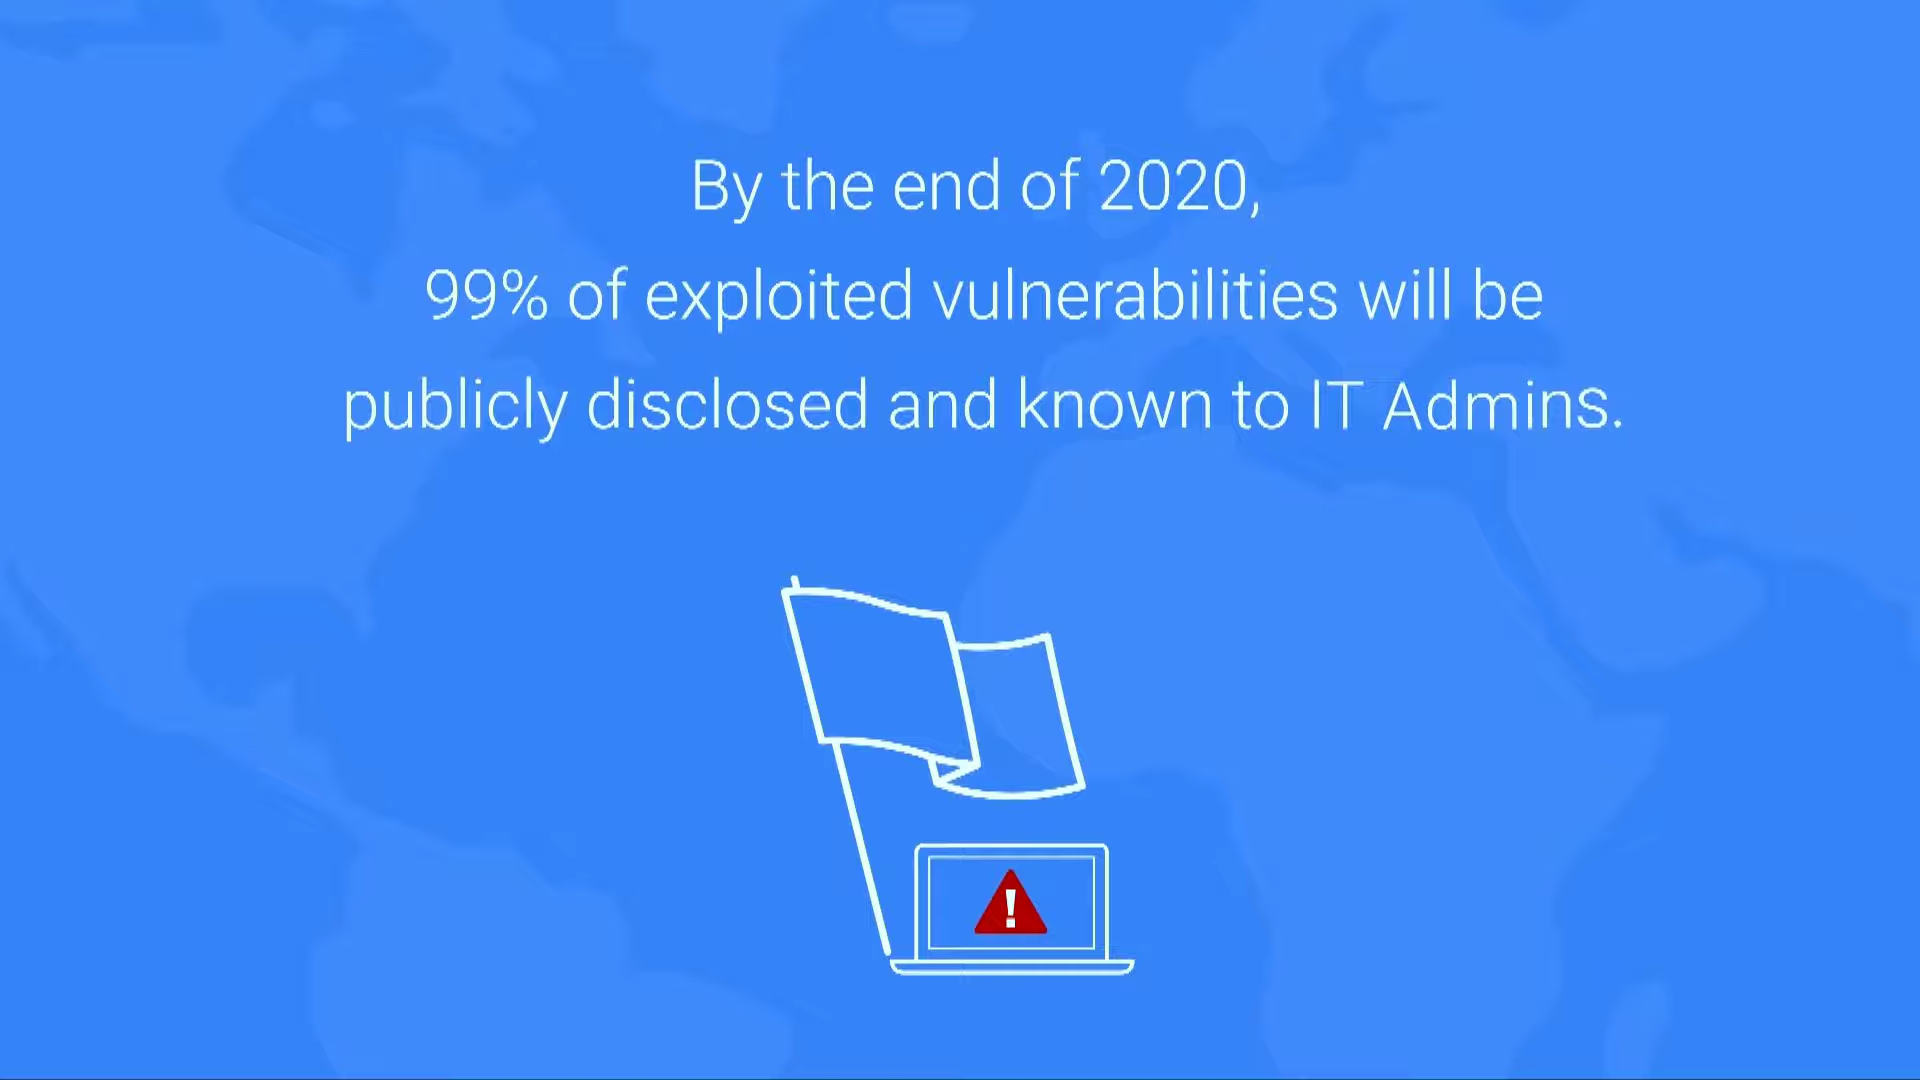 By the end of 2020,
99% of exploited vulnerabilities will be
publicly disclosed and known to IT Admins.
!